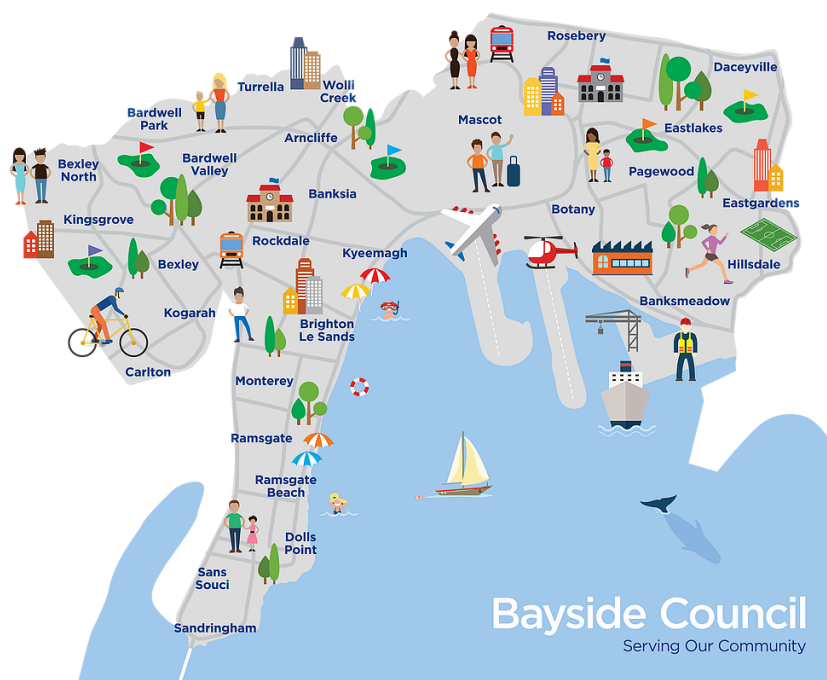 Rosebery
Daceyville
Turrella
Wolli
Creek
Bardwell
Park
Mascot
Eastlakes
Arncliffe
Bexley
North
Bardwell
Valley
Pagewood
Banksia
Eastgardens
Kingsgrove
Botany
Rockdale
Kyeemagh
Bexley
Hillsdale
Banksmeadow
Kogarah
Brighton
Le Sands
Carlton
Monterey
Ramsgate
Ramsgate
Beach
Dolls
Point
Sans
Souci
Sandringham
Bayside Council
Serving Our Community